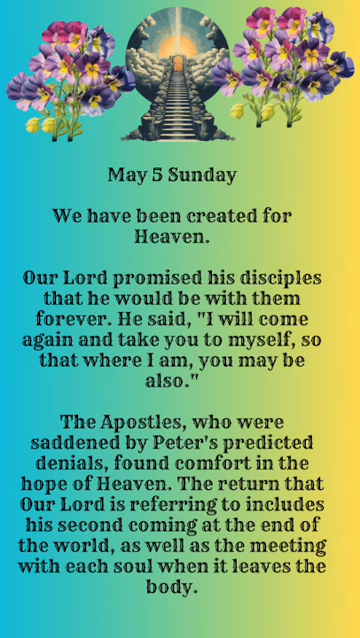 May 5 Sunday
We have been created for
Heaven.
Our Lord promised his disciples
that he would be with them
forever. He said, "I will come
again and take you to myself, so
that where I am, you may be
also."
The Apostles, who were
saddened by Peter's predicted
denials, found comfort in the
hope of Heaven. The return that
Our Lord is referring to includes
his second coming at the end of
the world, as well as the meeting
with each soul when it leaves the
body.